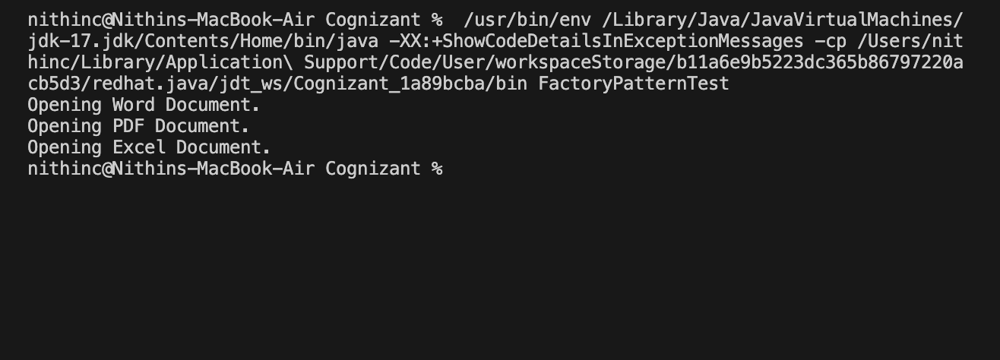 nithinc@Nithins-MacBook-Air Cognizant %  /usr/bin/env /Library/Java/JavaVirtualMachines/
jdk-17.jdk/Contents/Home/bin/java -XX:+ShowCodeDetailsInExceptionMessages -cp /Users/nit
hinc/Library/Application\ Support/Code/User/workspaceStorage/b11a6e9b5223dc365b86797220a
cb5d3/redhat.java/jdt_ws/Cognizant_1a89bcba/bin FactoryPatternTest
Opening Word Document.
Opening PDF Document.
Opening Excel Document.
nithinc@Nithins-MacBook-Air Cognizant %